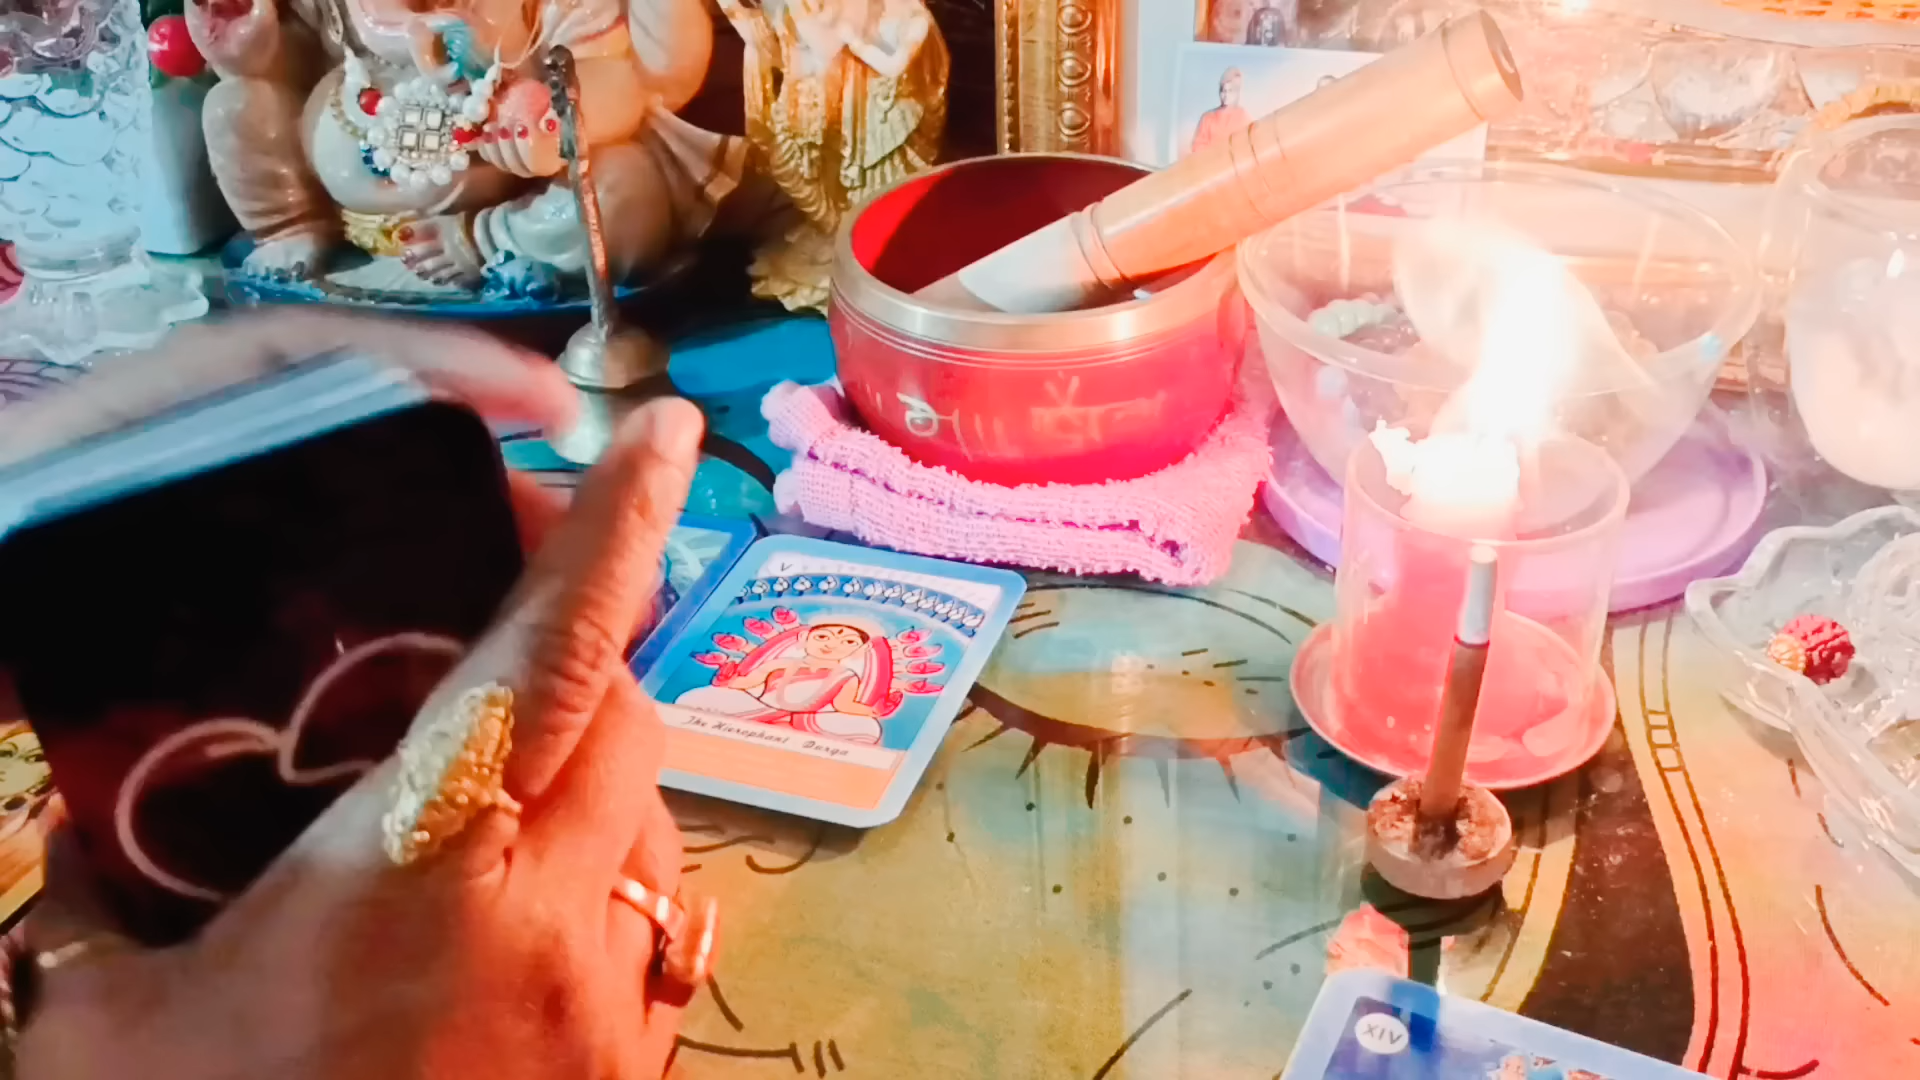 V
The Hierophant Durga
XIV